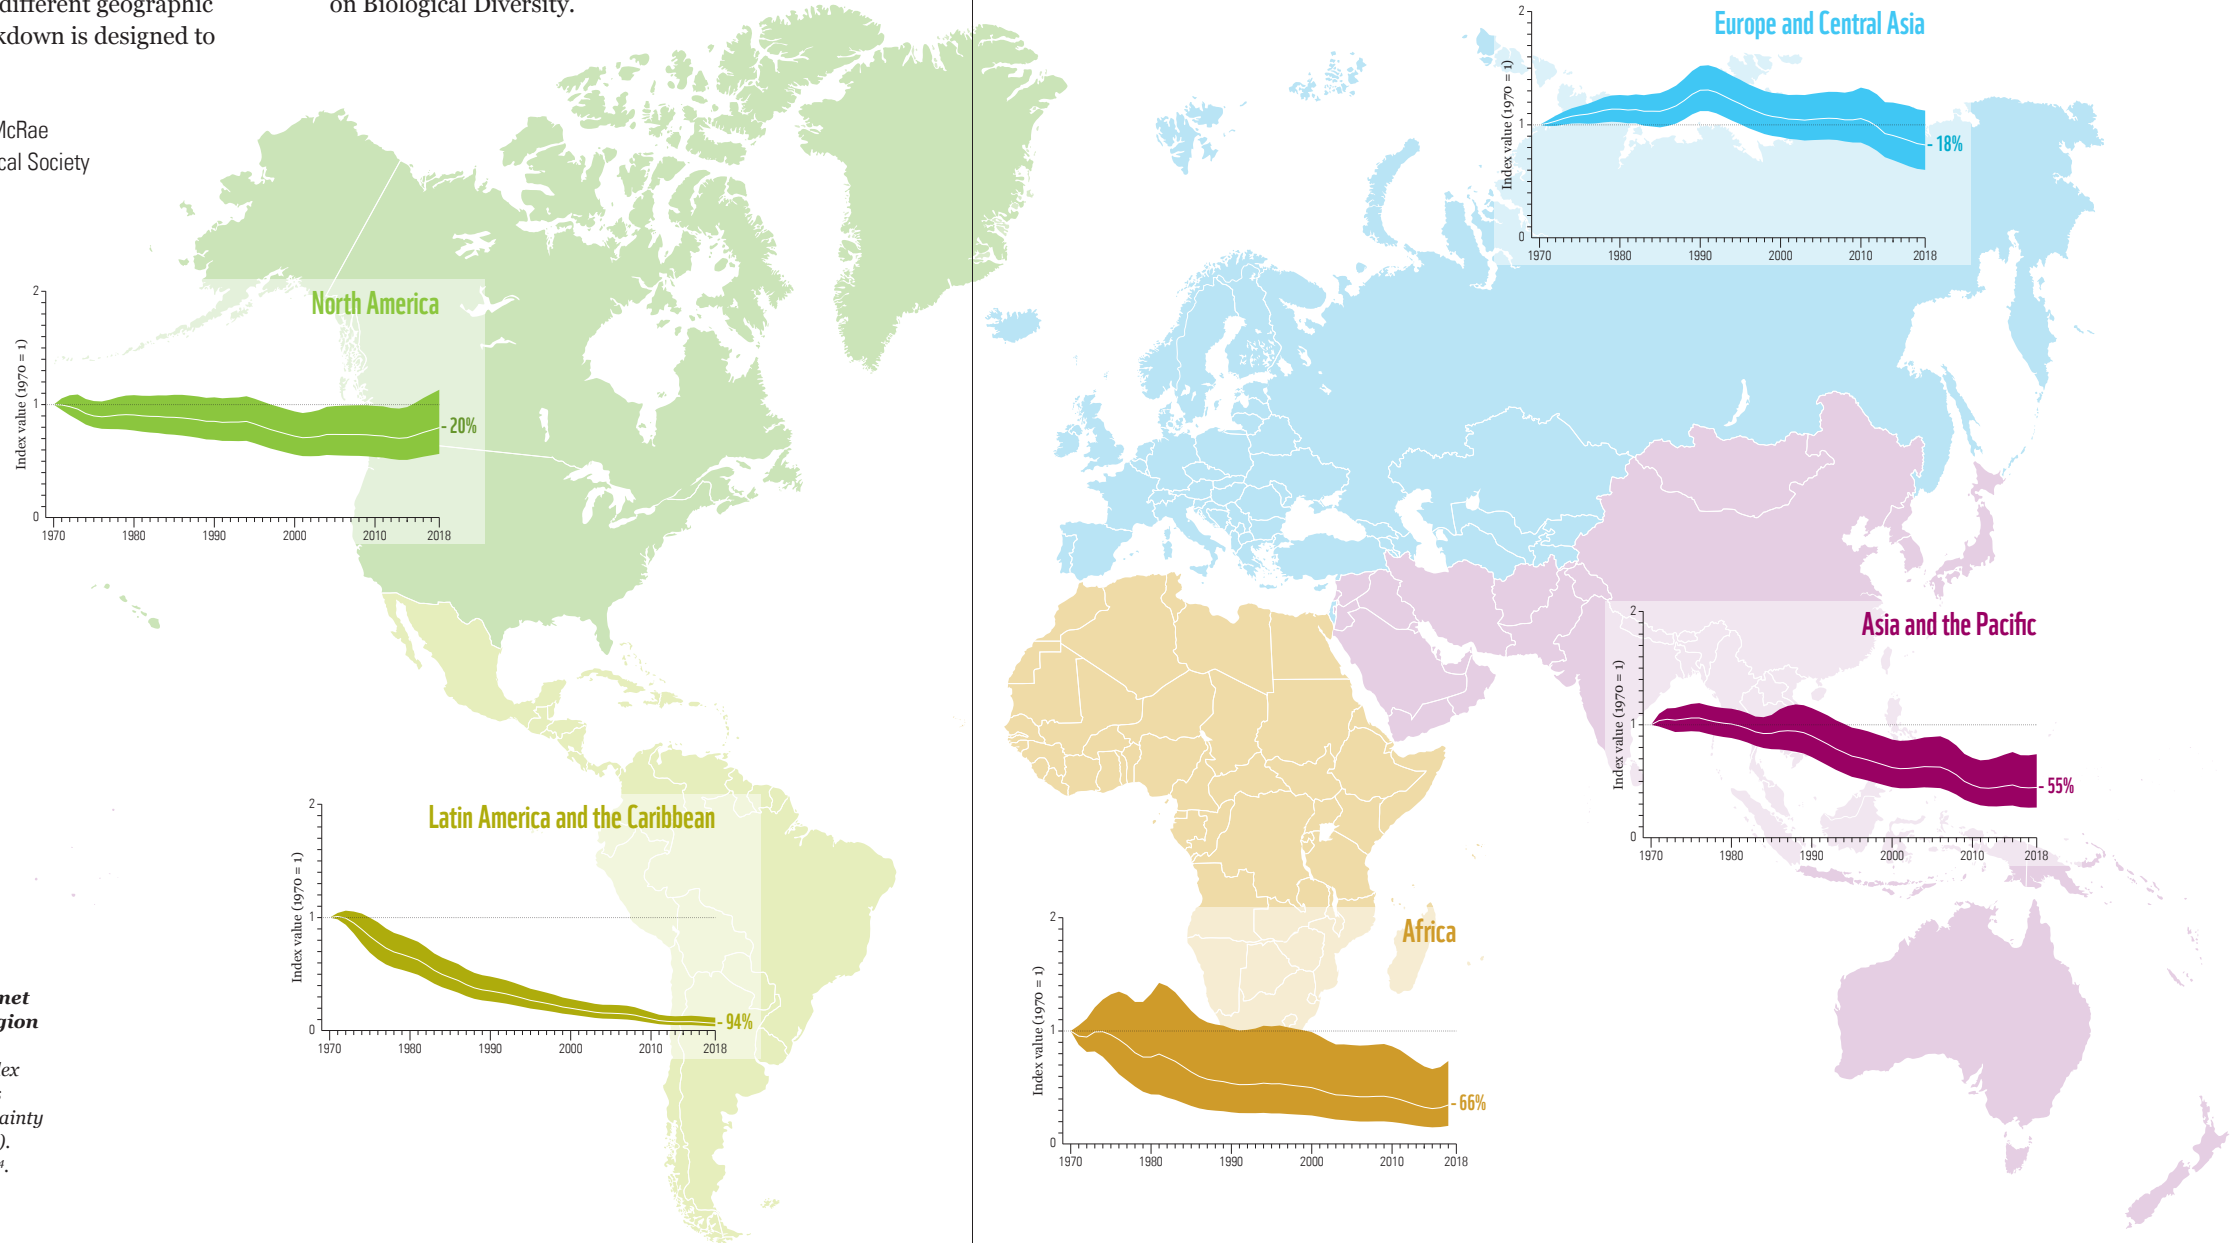 different geographic
kdown is designed to
on Biological Diversity.
McRae
cal Society
North America
Index value (1970 = 1)
2
1
0
- 20%
1970 1980 1990 2000 2010 2018
Latin America and the Caribbean
Index value (1970 = 1)
2
1
0
- 94%
1970 1980 1990 2000 2010 2018
net
gion
ex
ainty
).
Europe and Central Asia
Index value (1970 = 1)
2
1
0
- 18%
1970 1980 1990 2000 2010 2018
Asia and the Pacific
Index value (1970 = 1)
2
1
0
- 55%
1970 1980 1990 2000 2010 2018
Africa
Index value (1970 = 1)
2
1
0
- 66%
1970 1980 1990 2000 2010 2018